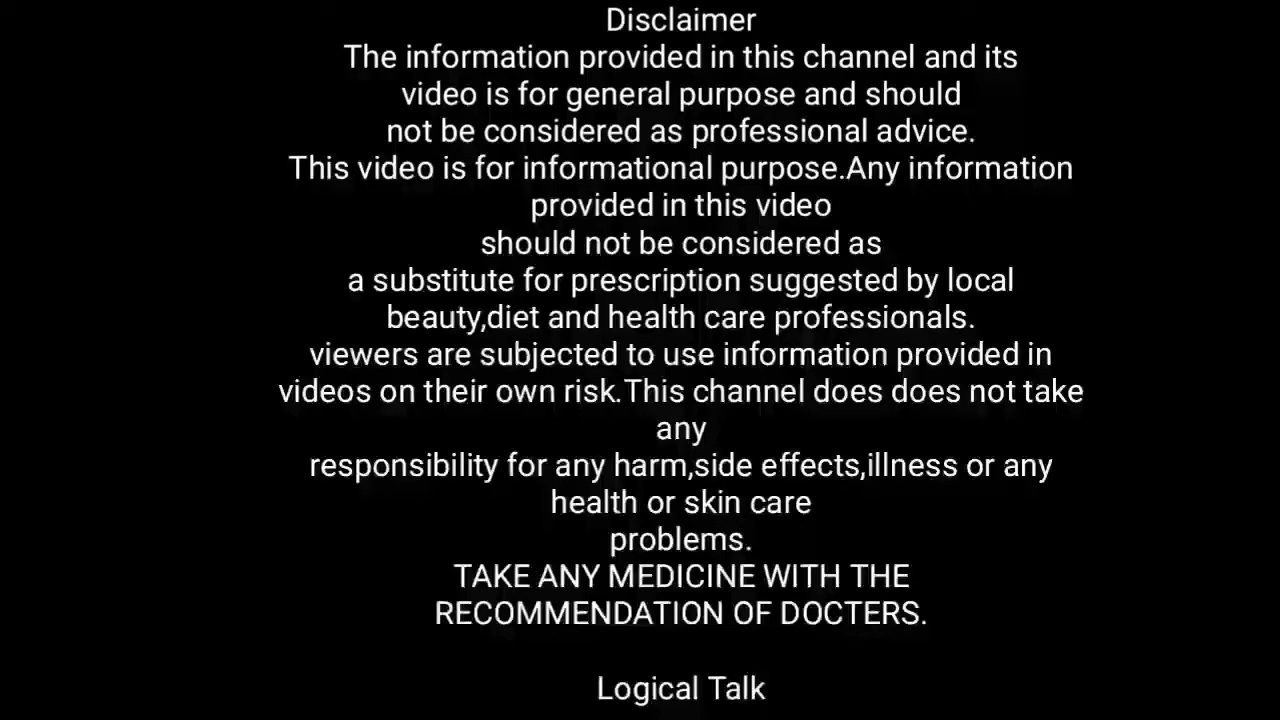 Disclaimer
The information provided in this channel and its
video is for general purpose and should
not be considered as professional advice.
This video is for informational purpose.Any information
provided in this video
should not be considered as
a substitute for prescription suggested by local
beauty,diet and health care professionals.
viewers are subjected to use information provided in
videos on their own risk.This channel does does not take
any
responsibility for any harm,side effects,illness or any
health or skin care
problems.
TAKE ANY MEDICINE WITH THE
RECOMMENDATION OF DOCTERS.
Logical Talk